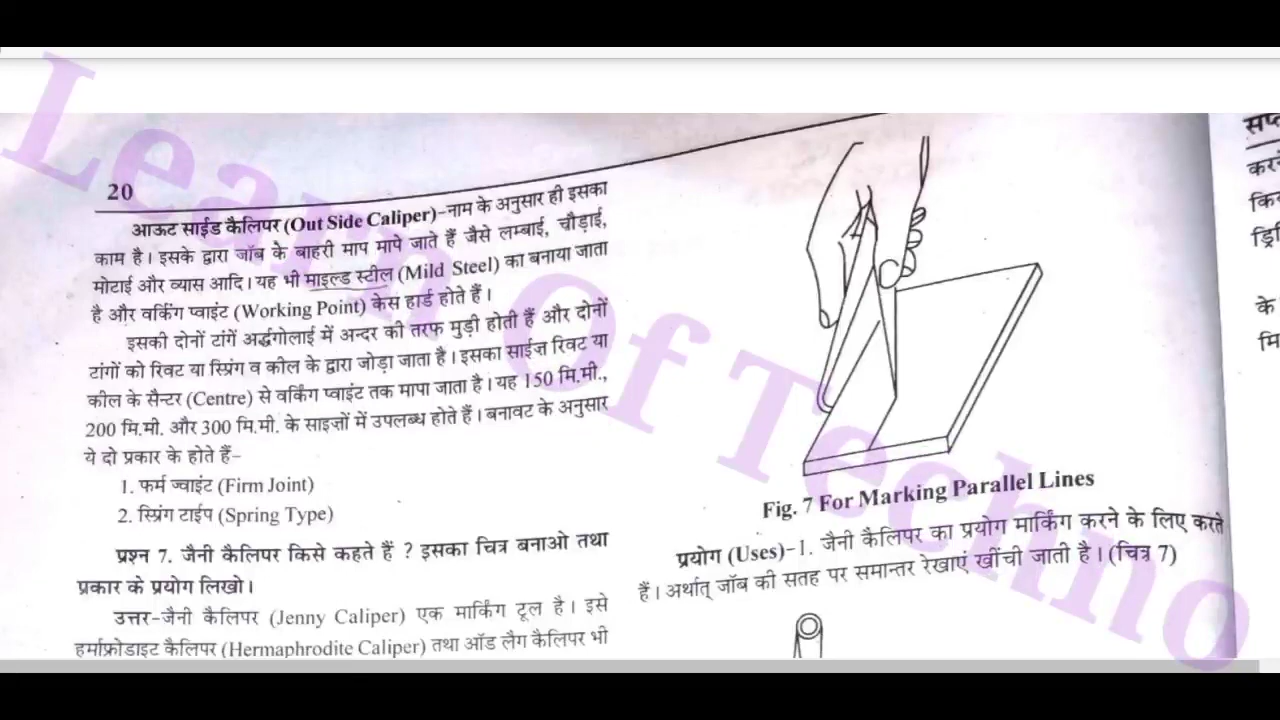 20
आऊट साईड कैलिपर (Out Side Caliper)-नाम के अनुसार ही इसका
काम है। इसके द्वारा जॉब के बाहरी माप मापे जाते हैं जैसे लम्बाई, चौड़ाई,
मोटाई और व्यास आदि। यह भी माइल्ड स्टील (Mild Steel) का बनाया जाता
है और वर्किंग प्वाइंट (Working Point) केस हार्ड होते हैं।
इसकी दोनों टांगें अर्द्धगोलाई में अन्दर की तरफ मुड़ी होती हैं और दोनों
टांगों को रिवट या स्प्रिंग व कील के द्वारा जोड़ा जाता है। इसका साईज़ रिवट या
कील के सैन्टर (Centre) से वर्किंग प्वाइंट तक मापा जाता है। यह 150 मि.मी.,
200 मि.मी. और 300 मि.मी. के साइज़ों में उपलब्ध होते हैं। बनावट के अनुसार
ये दो प्रकार के होते हैं-
1. फर्म ज्वाइंट (Firm Joint)
2. स्प्रिंग टाईप (Spring Type)
प्रश्न 7. जैनी कैलिपर किसे कहते हैं ? इसका चित्र बनाओ तथा
प्रकार के प्रयोग लिखो।
उत्तर-जैनी कैलिपर (Jenny Caliper) एक मार्किंग टूल है। इसे
हर्माफ्रोडाइट कैलिपर (Hermaphrodite Caliper) तथा ऑड लैग कैलिपर भी
Fig. 7 For Marking Parallel Lines
प्रयोग (Uses)-1. जैनी कैलिपर का प्रयोग मार्किंग करने के लिए करते
हैं। अर्थात् जॉब की सतह पर समान्तर रेखाएं खींची जाती है। (चित्र 7)
के
Learn Of Techno